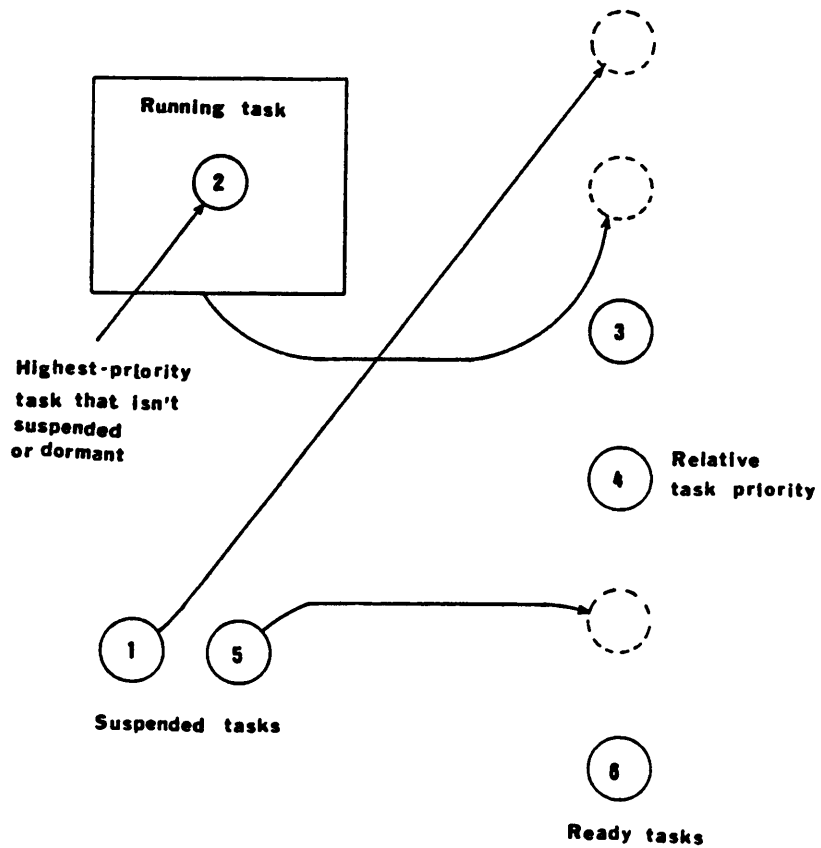 Running task
2
3
Highest-priority
task that isn't
suspended
or dormant
4
Relative
task priority
1
5
Suspended tasks
6
Ready tasks